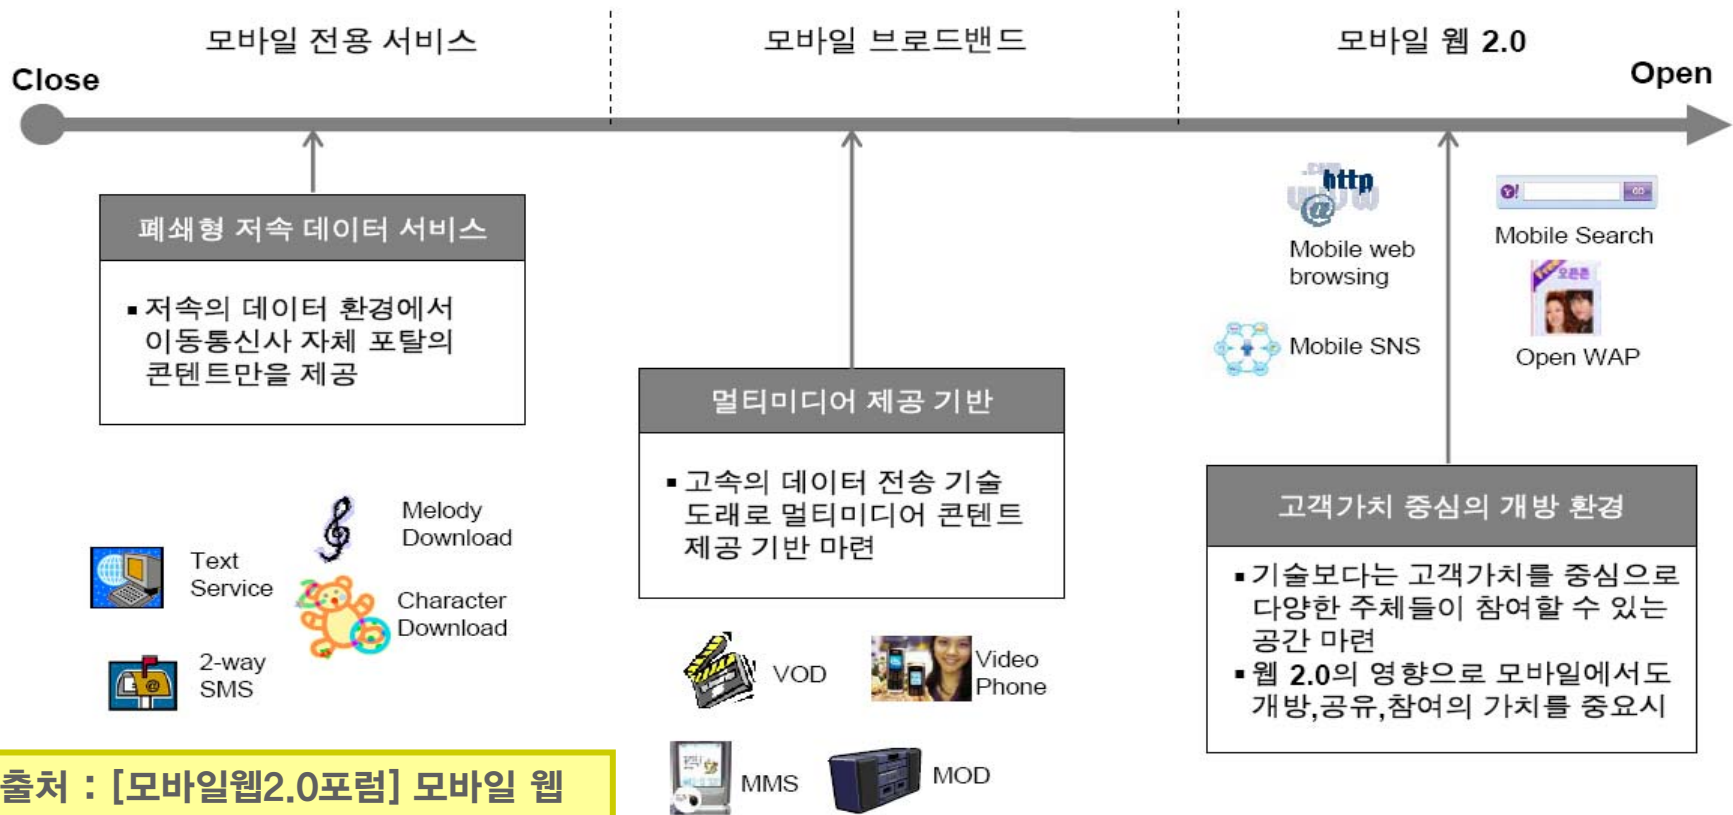 모바일 전용 서비스
모바일 브로드밴드
모바일 웹 2.0
Close
Open
폐쇄형 저속 데이터 서비스
▪ 저속의 데이터 환경에서
이동통신사 자체 포탈의
콘텐트만을 제공
Text
Service
Melody
Download
Character
Download
2-way
SMS
멀티미디어 제공 기반
▪ 고속의 데이터 전송 기술
도래로 멀티미디어 콘텐트
제공 기반 마련
VOD
Video
Phone
MMS
MOD
http
@
Mobile web
browsing
Y!
GO
Mobile Search
Mobile SNS
오픈존
Open WAP
고객가치 중심의 개방 환경
▪ 기술보다는 고객가치를 중심으로
다양한 주체들이 참여할 수 있는
공간 마련
▪ 웹 2.0의 영향으로 모바일에서도
개방,공유,참여의 가치를 중요시
출처 : [모바일웹2.0포럼] 모바일 웹